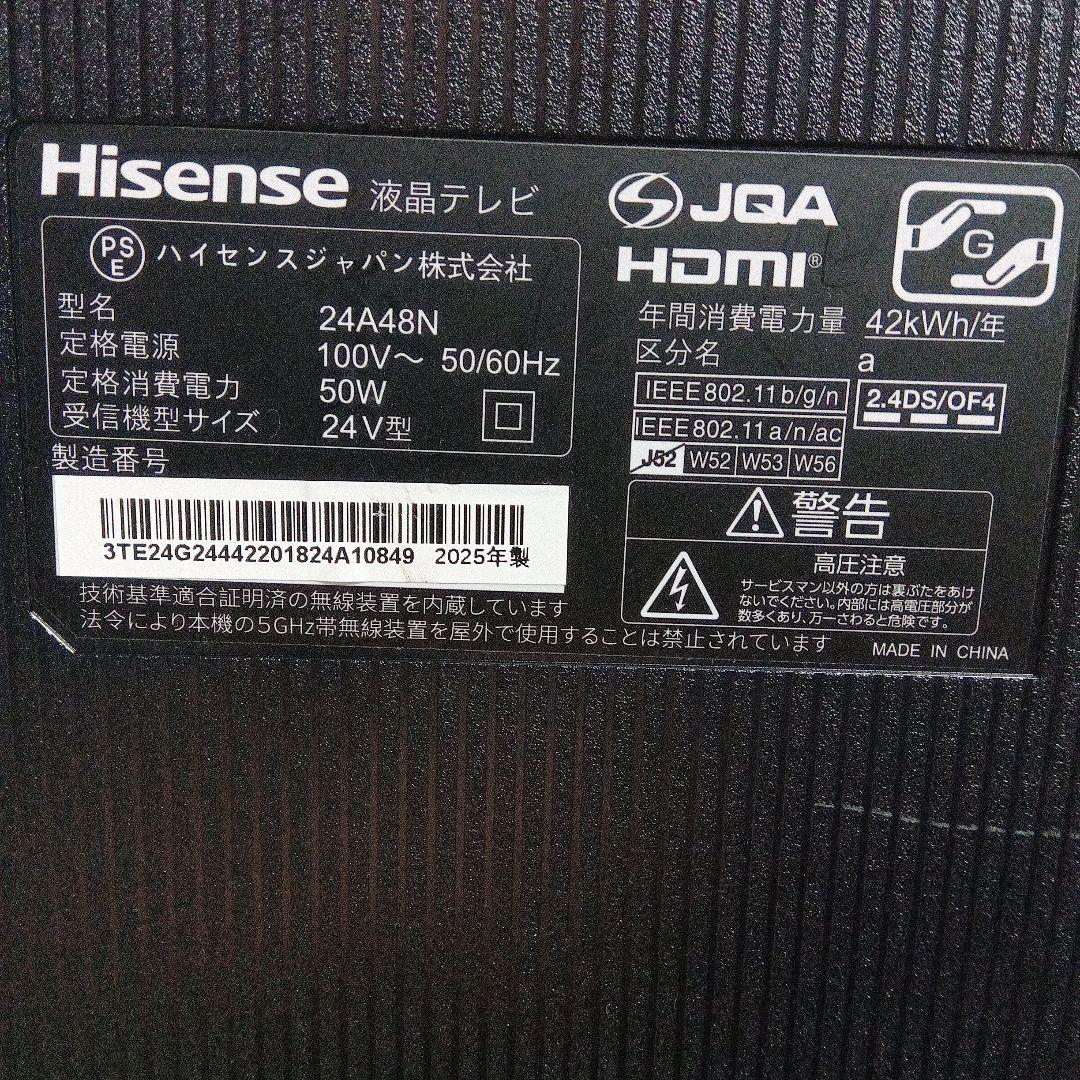 Hisense 液晶テレビ
PSE ハイセンスジャパン株式会社
型名 24A48N
定格電源 100V～ 50/60Hz
定格消費電力 50W
受信機型サイズ 24V型
製造番号
3TE24G24442201824A10849 2025年製
技術基準適合証明済の無線装置を内蔵しています
法令により本機の5GHz帯無線装置を屋外で使用することは禁止されています
JQA
HDMI®
G
年間消費電力量 42kWh/年
区分名 a
IEEE802.11b/g/n
2.4DS/OF4
IEEE802.11a/n/ac
J52 W52 W53 W56
警告
高圧注意
サービスマン以外の方は裏ぶたをあけ
ないでください。内部には高電圧部分が
数多くあり、万一さわると危険です。
MADE IN CHINA